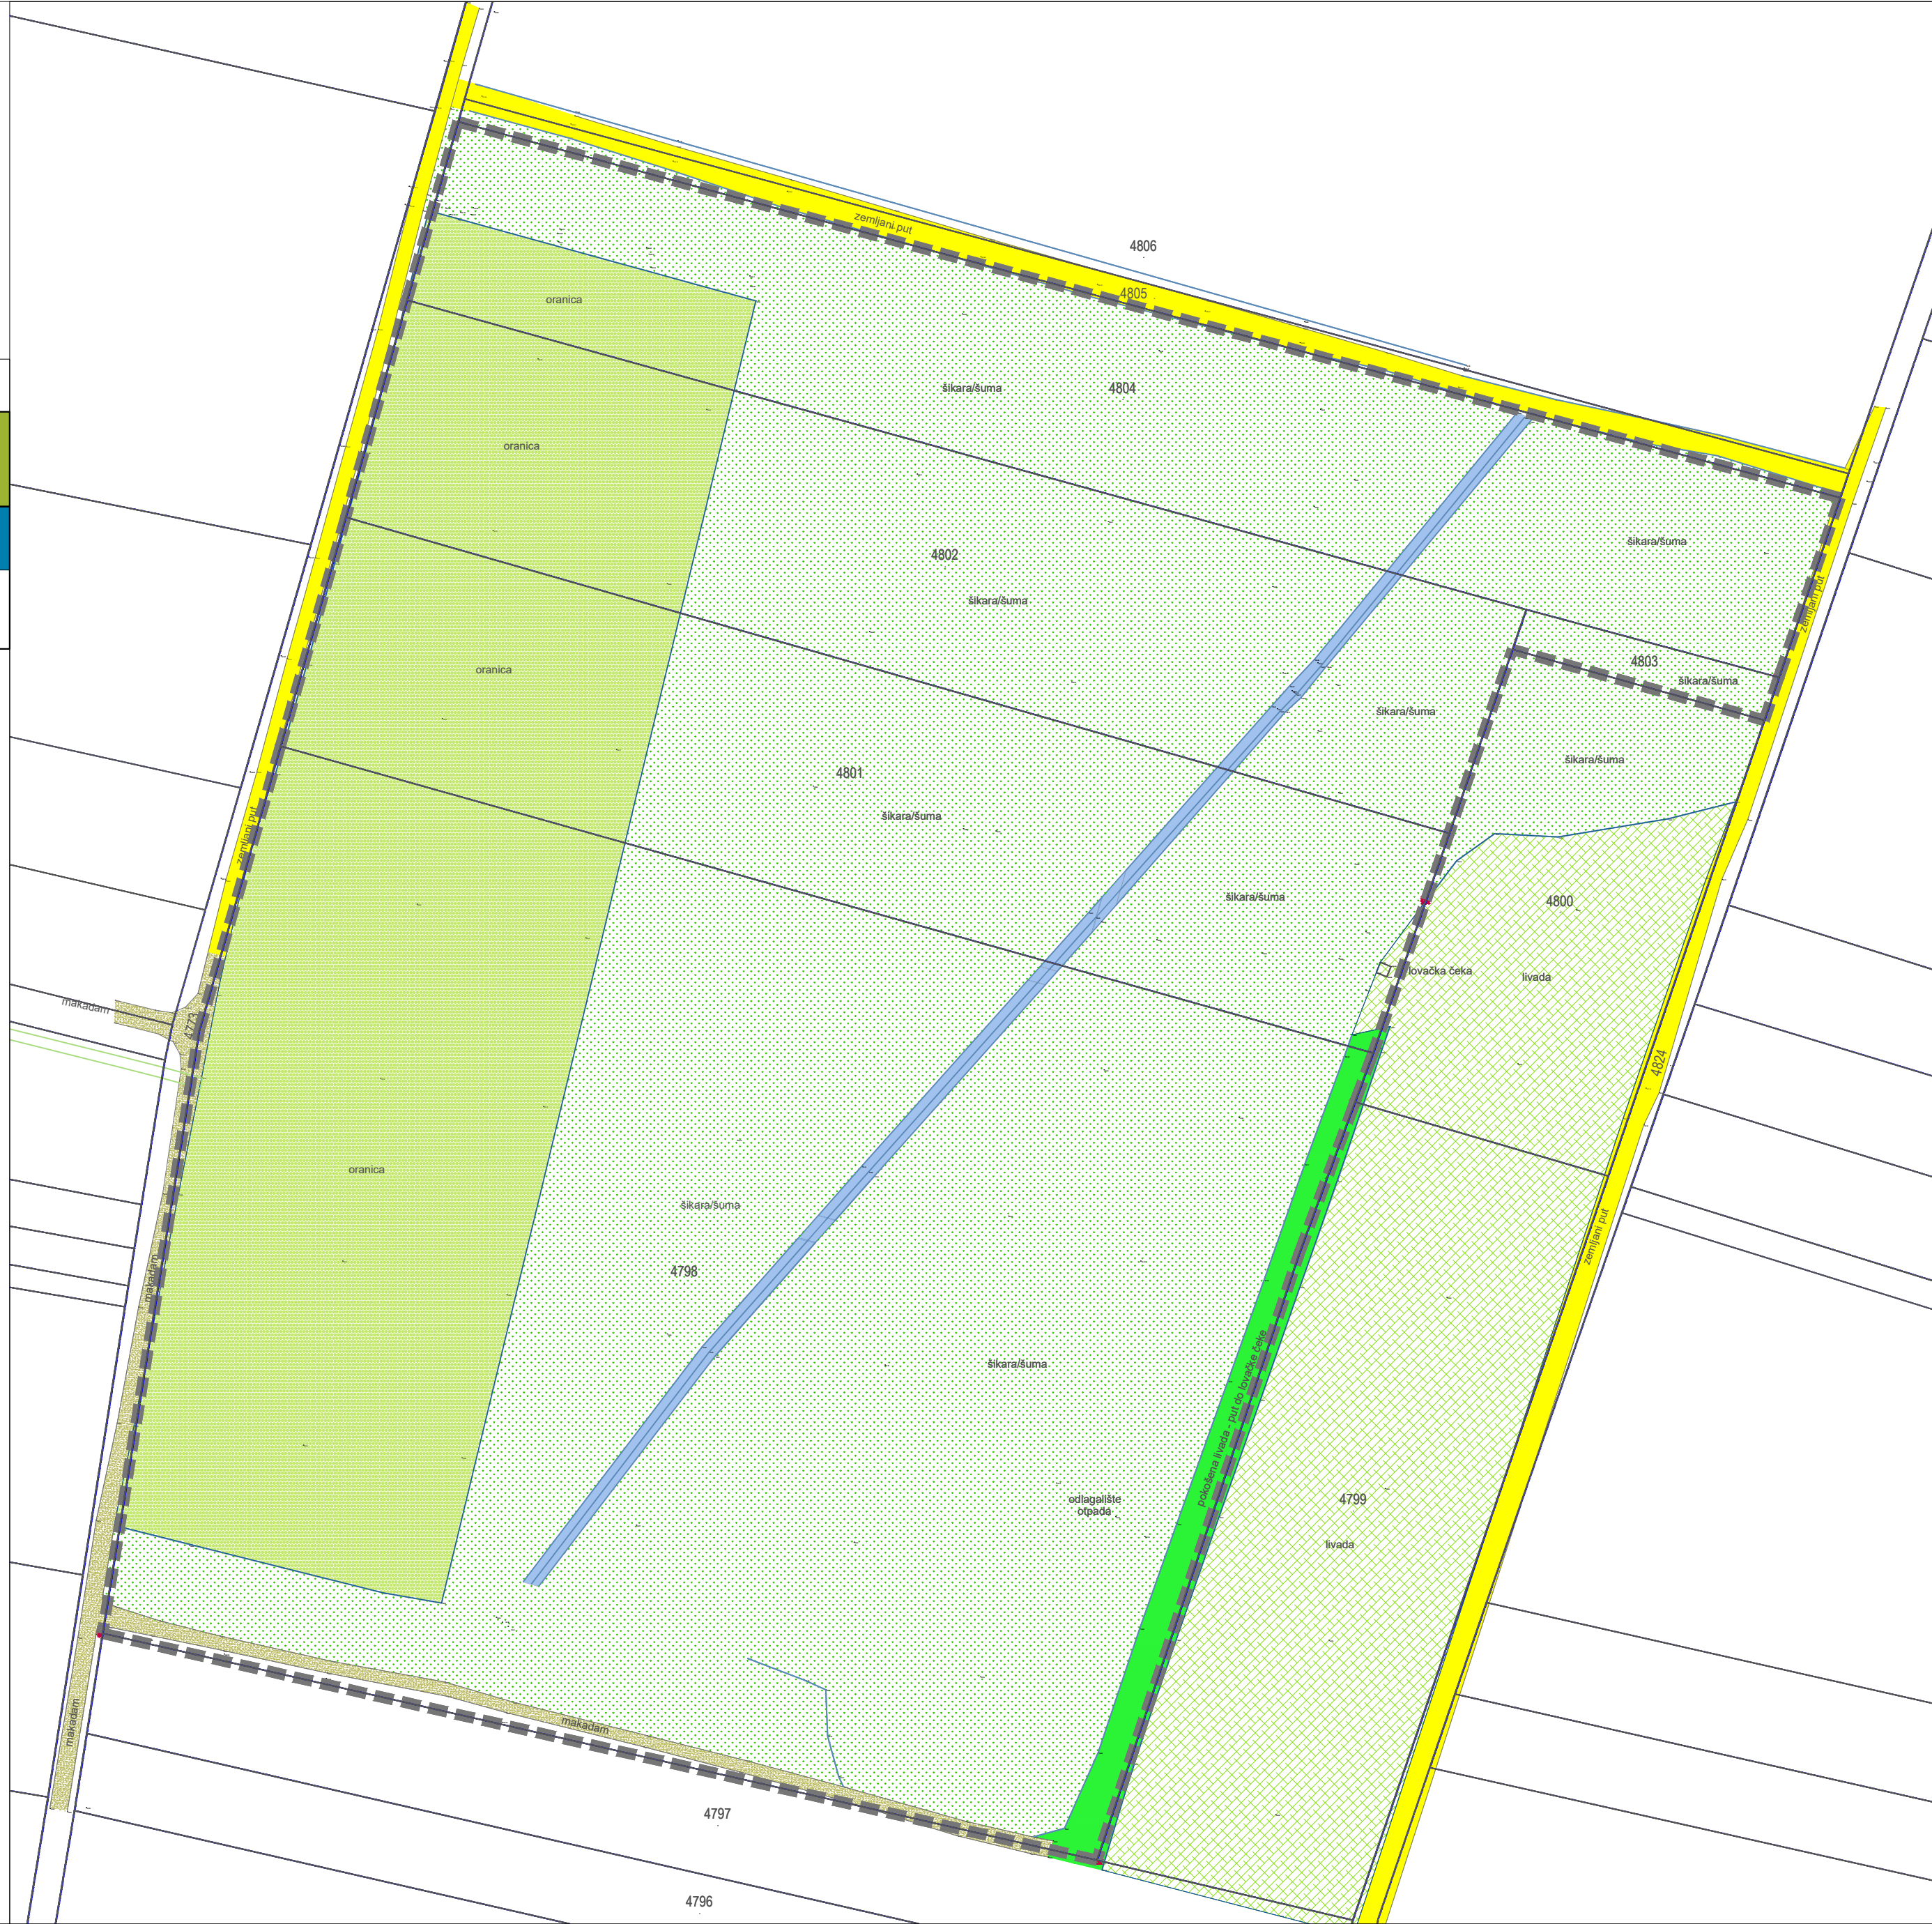 zemljani put
4806
4805
oranica
šikara/šuma
4804
oranica
šikara/šuma
4802
zemljani put
šikara/šuma
4803
oranica
šikara/šuma
šikara/šuma
šikara/šuma
4801
šikara/šuma
zemljani put
šikara/šuma
4800
lovačka čeka
livada
makadam
4773
4824
oranica
šikara/šuma
zemljani put
4798
makadam
šikara/šuma
pokošena livada - put do lovačke čeke
odlagalište
otpada
4799
livada
makadam
makadam
4797
4796